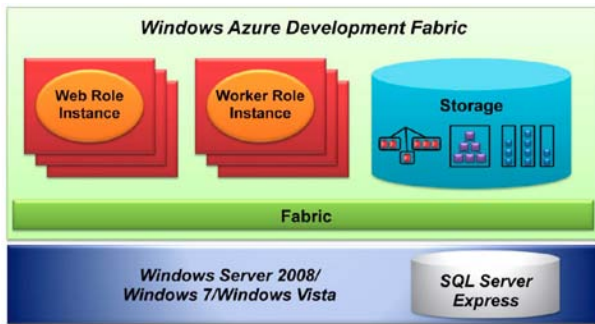 Windows Azure Development Fabric
Web Role
Instance
Worker Role
Instance
Storage
Fabric
Windows Server 2008/
Windows 7/Windows Vista
SQL Server
Express